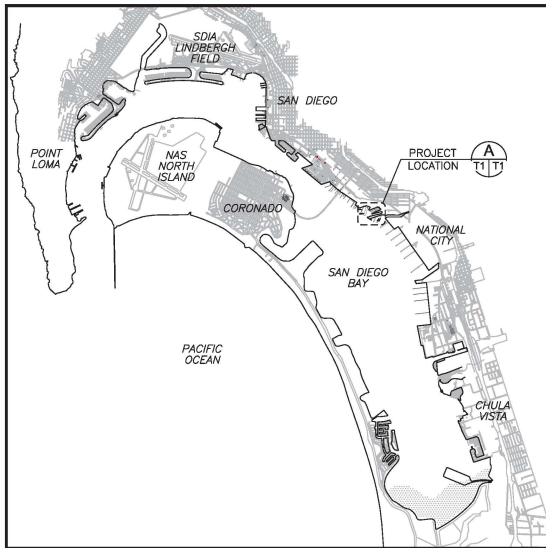 SDIA
LINDBERGH
FIELD
SAN DIEGO
POINT
LOMA
NAS
NORTH
ISLAND
PROJECT
LOCATION
A
T1 T1
CORONADO
NATIONAL
CITY
SAN DIEGO
BAY
PACIFIC
OCEAN
CHULA
VISTA